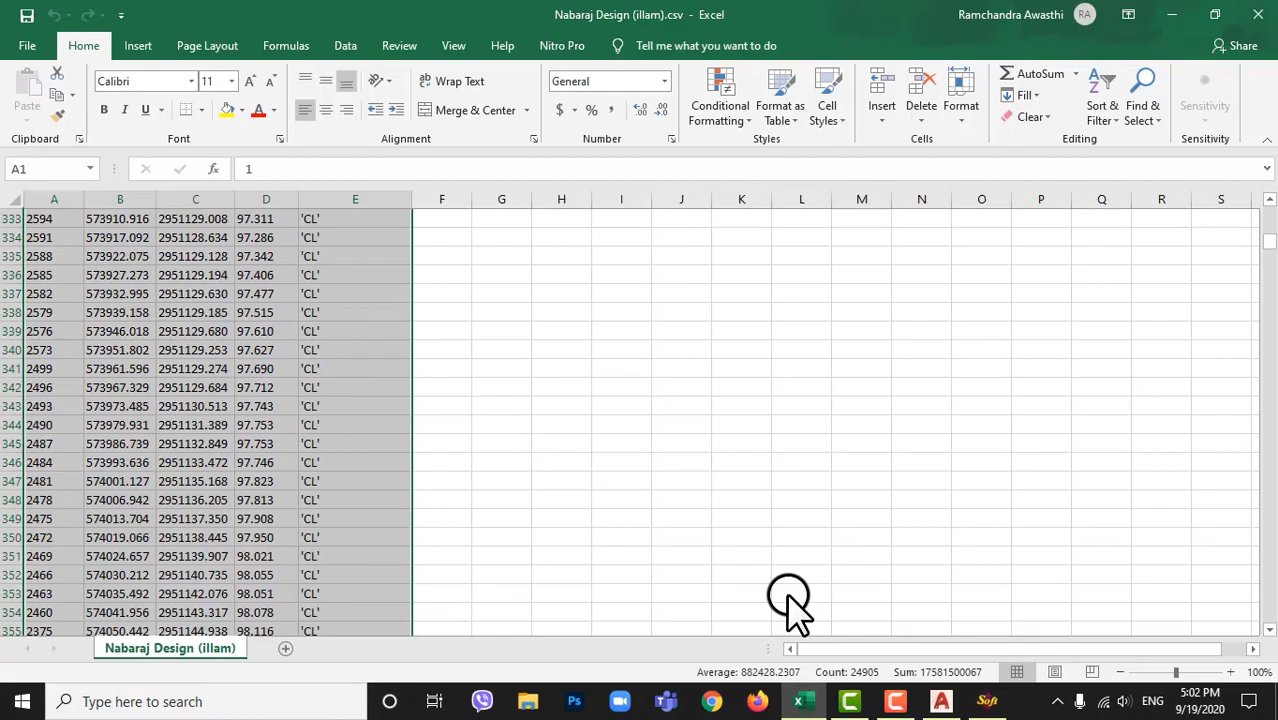 Nabaraj Design (illam).csv - Excel
Ramchandra Awasthi RA
File Home Insert Page Layout Formulas Data Review View Help Nitro Pro Tell me what you want to do Share
Paste Calibri 11 Wrap Text General Conditional Formatting Format as Table Cell Styles Insert Delete Format AutoSum Sort & Filter Find & Select Sensitivity
B I U Merge & Center $ % Fill
Clear
Clipboard Font Alignment Number Styles Cells Editing Sensitivity
A1 fx 1
A B C D E F G H I J K L M N O P Q R S
333 2594 573910.916 2951129.008 97.311 'CL'
334 2591 573917.092 2951128.634 97.286 'CL'
335 2588 573922.075 2951129.128 97.342 'CL'
336 2585 573927.273 2951129.194 97.406 'CL'
337 2582 573932.995 2951129.630 97.477 'CL'
338 2579 573939.158 2951129.185 97.515 'CL'
339 2576 573946.018 2951129.680 97.610 'CL'
340 2573 573951.802 2951129.253 97.627 'CL'
341 2499 573961.596 2951129.274 97.690 'CL'
342 2496 573967.329 2951129.684 97.712 'CL'
343 2493 573973.485 2951130.513 97.743 'CL'
344 2490 573979.931 2951131.389 97.753 'CL'
345 2487 573986.739 2951132.849 97.753 'CL'
346 2484 573993.636 2951133.472 97.746 'CL'
347 2481 574001.127 2951135.168 97.823 'CL'
348 2478 574006.942 2951136.205 97.813 'CL'
349 2475 574013.704 2951137.350 97.908 'CL'
350 2472 574019.066 2951138.445 97.950 'CL'
351 2469 574024.657 2951139.907 98.021 'CL'
352 2466 574030.212 2951140.735 98.055 'CL'
353 2463 574035.492 2951142.076 98.051 'CL'
354 2460 574041.956 2951143.317 98.078 'CL'
355 2375 574050.442 2951144.938 98.116 'CL'
Nabaraj Design (illam)
Average: 882428.2307 Count: 24905 Sum: 17581500067 100%
Type here to search Ps Soft ENG 5:02 PM
9/19/2020